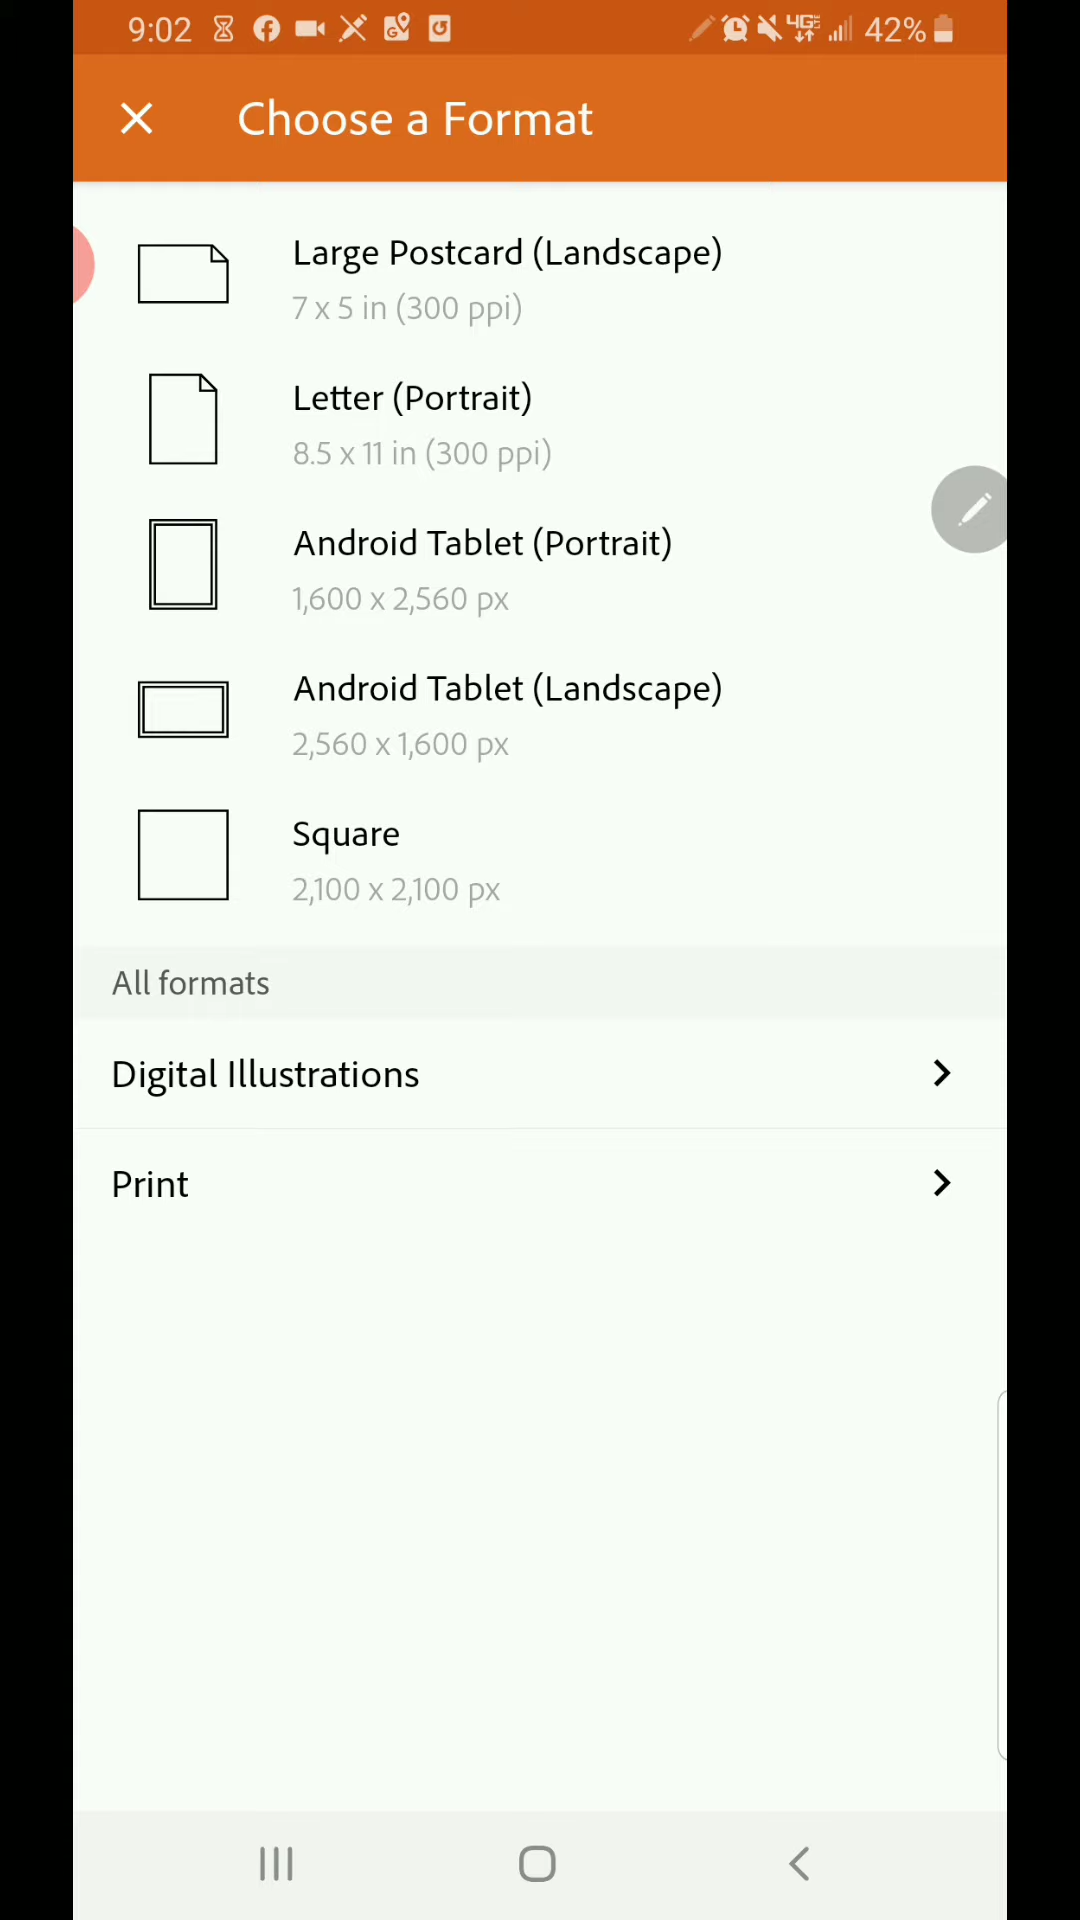 9:02 4G LTE 42%
Choose a Format
Large Postcard (Landscape)
7 x 5 in (300 ppi)
Letter (Portrait)
8.5 x 11 in (300 ppi)
Android Tablet (Portrait)
1,600 x 2,560 px
Android Tablet (Landscape)
2,560 x 1,600 px
Square
2,100 x 2,100 px
All formats
Digital Illustrations
Print